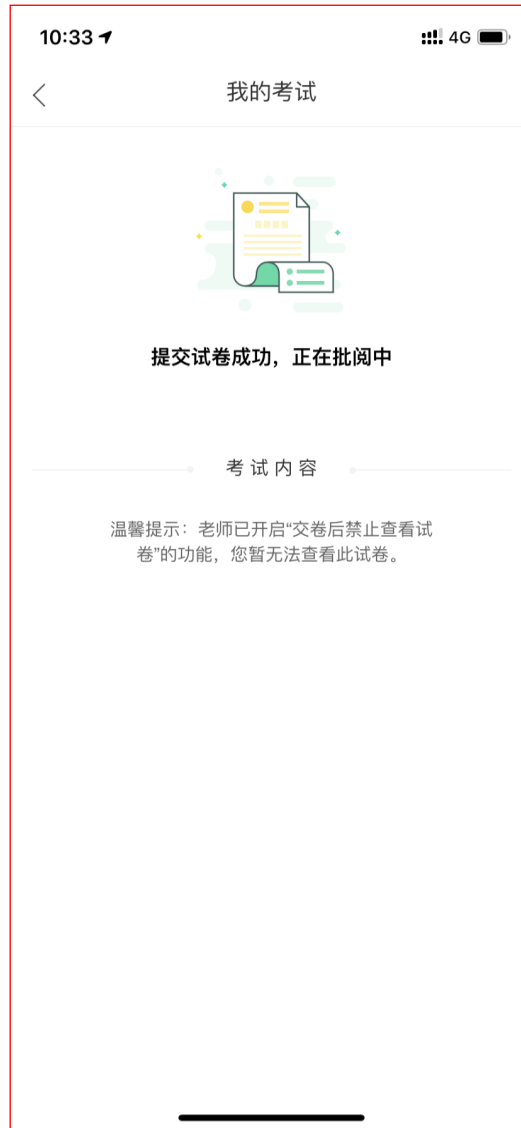 10:33
4G
我的考试
提交试卷成功，正在批阅中
考试内容
温馨提示：老师已开启“交卷后禁止查看试
卷”的功能，您暂无法查看此试卷。